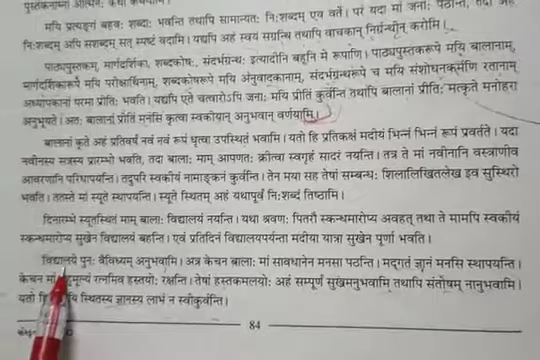 मयि प्रत्यक्षं बहवः शब्दाः भवन्ति तथापि सामान्यतः निःशब्दम् एव वर्ते। परं यदा मां जनाः पठन्ति, तदा अहं
निःशब्दम् अपि सशब्दम् सत् स्पष्टं वदामि। यद्यपि अहं स्वयं सग्रन्थि तथापि वाचकान् निर्ग्रन्थीन् करोमि।
पाठ्यपुस्तकम्, मार्गदर्शिका, शब्दकोषः, संदर्भग्रन्थः इत्यादीनि बहूनि मे रूपाणि। पाठ्यपुस्तकरूपे मयि बालानाम्,
मार्गदर्शिकारूपे मयि परीक्षार्थिनाम्, शब्दकोषरूपे मयि अनुवादकानाम्, संदर्भग्रन्थरूपे च मयि संशोधनकर्मणि रतानाम्
अध्यापकानां परमा प्रीतिः भवति। यद्यपि एते चत्वारोऽपि जनाः मयि प्रीतिं कुर्वन्ति तथापि बालानां प्रीतिः मत्कृते मनोहरा
अनुभूयते। अतः बालानां प्रीतिं मनसि कृत्वा स्वकीयान् अनुभवान् वर्णयामि।
बालानां कृते अहं प्रतिवर्षं नवं नवं रूपं धृत्वा उपस्थितं भवामि। यतो हि प्रतिकक्षं मदीयं भिन्नं भिन्नं रूपं प्रवर्तते। यदा
नवीनस्य सत्रस्य प्रारम्भो भवति, तदा बालाः माम् आपणतः क्रीत्वा स्वगृहं सादरं नयन्ति। तत्र ते मां नवीनानि वस्त्राणीव
आवरणानि परिधापयन्ति। तदुपरि स्वकीयं नामाङ्कनं कुर्वन्ति। तेन मया सह तेषां सम्बन्धः शिलालिखितलेख इव सुस्थिरो
भवति। ततस्ते मां स्यूते स्थापयन्ति। स्यूते स्थितम् अहं यथापूर्वं निःशब्दं तिष्ठामि।
दिनारम्भे स्यूतस्थितं माम् बालाः विद्यालयं नयन्ति। यथा श्रवणः पितरौ स्कन्धमारोप्य अवहत् तथा ते मामपि स्वकीयं
स्कन्धमारोप्य सुखेन विद्यालयं वहन्ति। एवं प्रतिदिनं विद्यालयपर्यन्ता मदीया यात्रा सुखेन पूर्णा भवति।
विद्यालये पुनः वैविध्यम् अनुभवामि। अत्र केचन बालाः मां सावधानेन मनसा पठन्ति। मद्गतं ज्ञानं मनसि स्थापयन्ति।
केचन मां बहुमूल्यं रत्नमिव हस्तयोः रक्षन्ति। तेषां हस्तकमलयोः अहं सम्पूर्णं सुखमनुभवामि तथापि संतोषम् नानुभवामि।
यतो हि मयि स्थितस्य ज्ञानस्य लाभं न स्वीकुर्वन्ति।
84